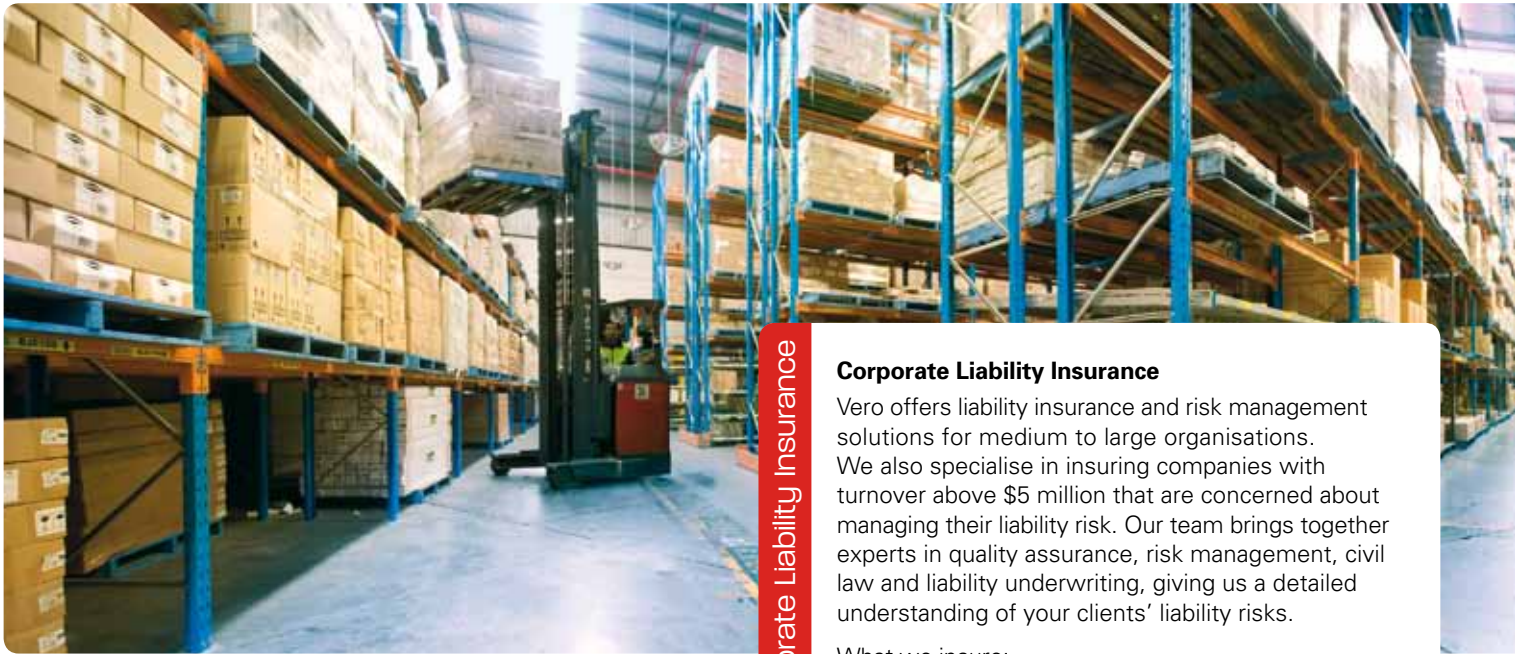 Corporate Liability Insurance
Vero offers liability insurance and risk management
solutions for medium to large organisations.
We also specialise in insuring companies with
turnover above $5 million that are concerned about
managing their liability risk. Our team brings together
experts in quality assurance, risk management, civil
law and liability underwriting, giving us a detailed
understanding of your clients’ liability risks.
What we insure:
orate Liability Insurance